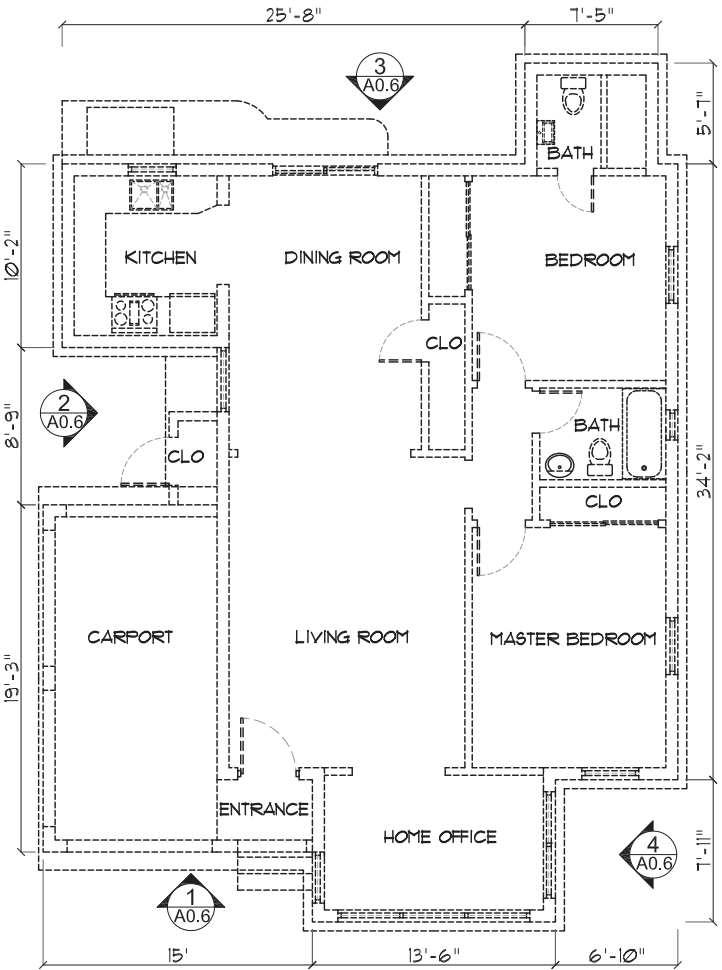 25'-8"
7'-5"
3
A0.6
5'-7"
BATH
10'-2"
KITCHEN
DINING ROOM
BEDROOM
CLO
2
A0.6
8'-9"
BATH
CLO
CLO
34'-2"
CARPORT
LIVING ROOM
MASTER BEDROOM
19'-3"
ENTRANCE
HOME OFFICE
4
A0.6
7'-11"
1
A0.6
15'
13'-6"
6'-10"